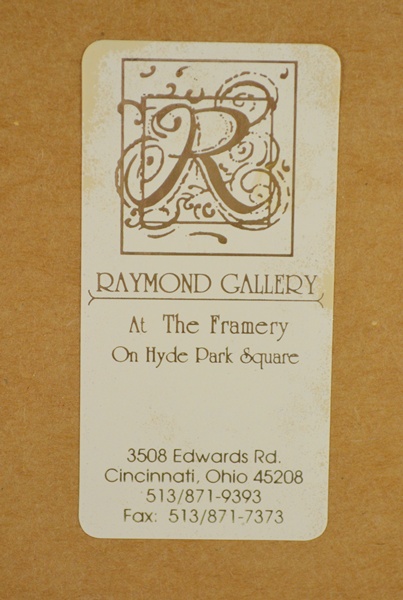 R
RAYMOND GALLERY
At The Framery
On Hyde Park Square
3508 Edwards Rd.
Cincinnati, Ohio 45208
513/871-9393
Fax: 513/871-7373